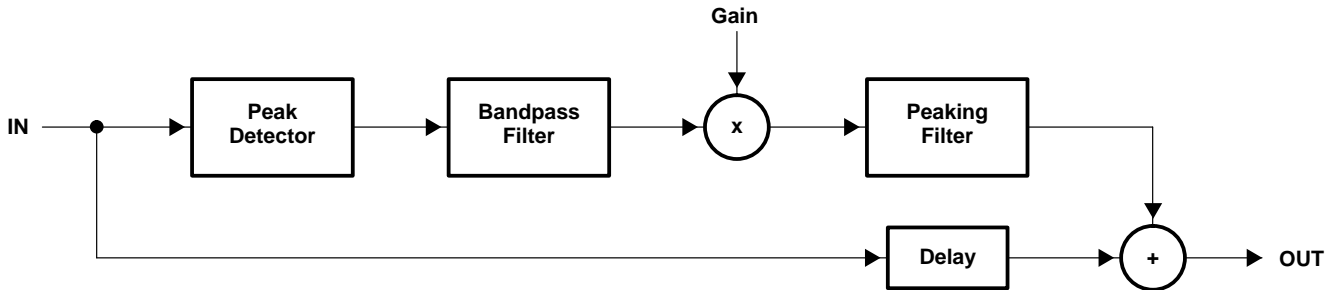 Gain
IN
Peak
Detector
Bandpass
Filter
x
Peaking
Filter
Delay
+
OUT